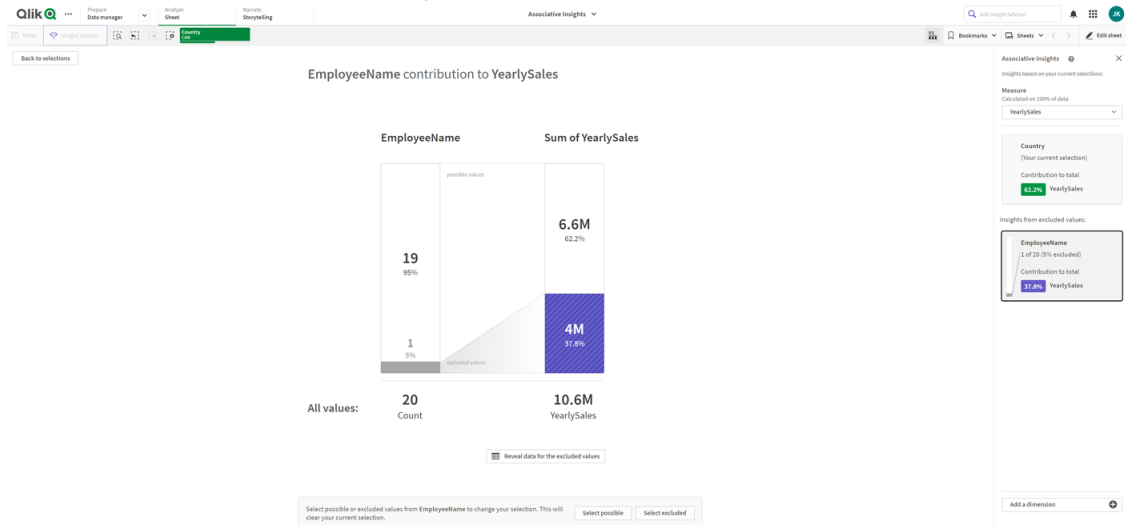 Qlik
Prepare
Data manager
Analyze
Sheet
Narrate
Storytelling
Associative Insights
Ask Insight Advisor
JK
Notes
Insight Advisor
Country
CAN
Bookmarks
Sheets
Edit sheet
Back to selections
EmployeeName contribution to YearlySales
EmployeeName
Sum of YearlySales
possible values
19
95%
6.6M
62.2%
1
5%
excluded values
4M
37.8%
All values:
20
Count
10.6M
YearlySales
Reveal data for the excluded values
Select possible or excluded values from EmployeeName to change your selection. This will
clear your current selection.
Select possible
Select excluded
Associative insights
Insights based on your current selections:
Measure
Calculated on 100% of data
YearlySales
Country
(Your current selection)
Contribution to total
62.2% YearlySales
Insights from excluded values:
EmployeeName
1 of 20 (5% excluded)
Contribution to total
37.8% YearlySales
Add a dimension